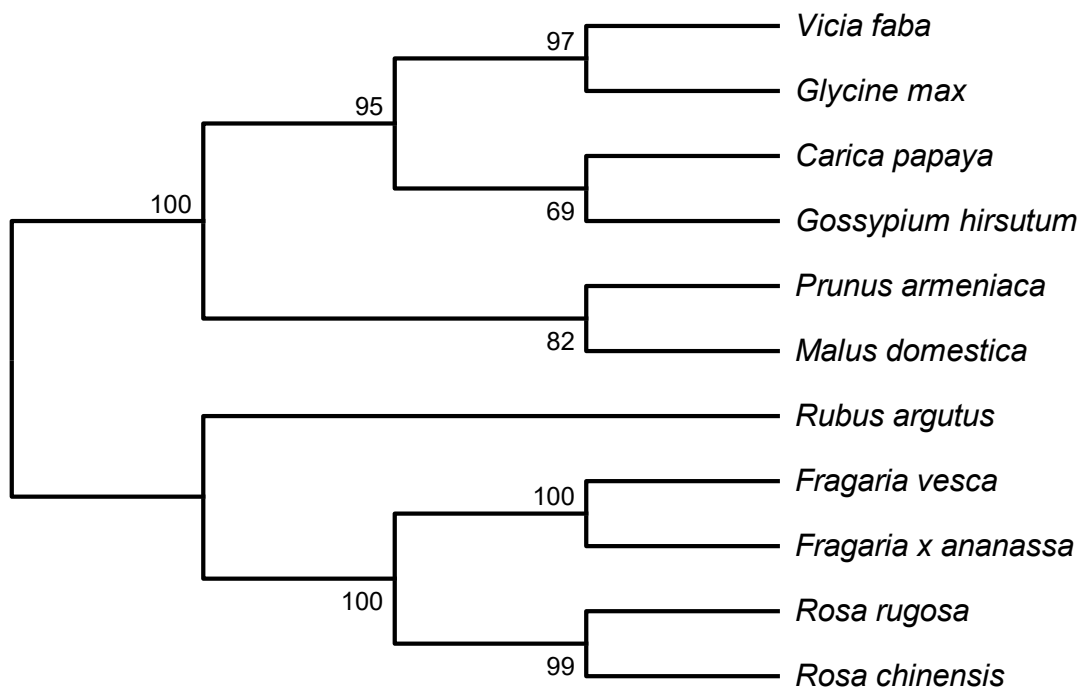 Vicia faba
97
Glycine max
95
Carica papaya
100
69
Gossypium hirsutum
Prunus armeniaca
82
Malus domestica
Rubus argutus
Fragaria vesca
100
Fragaria x ananassa
100
Rosa rugosa
99
Rosa chinensis